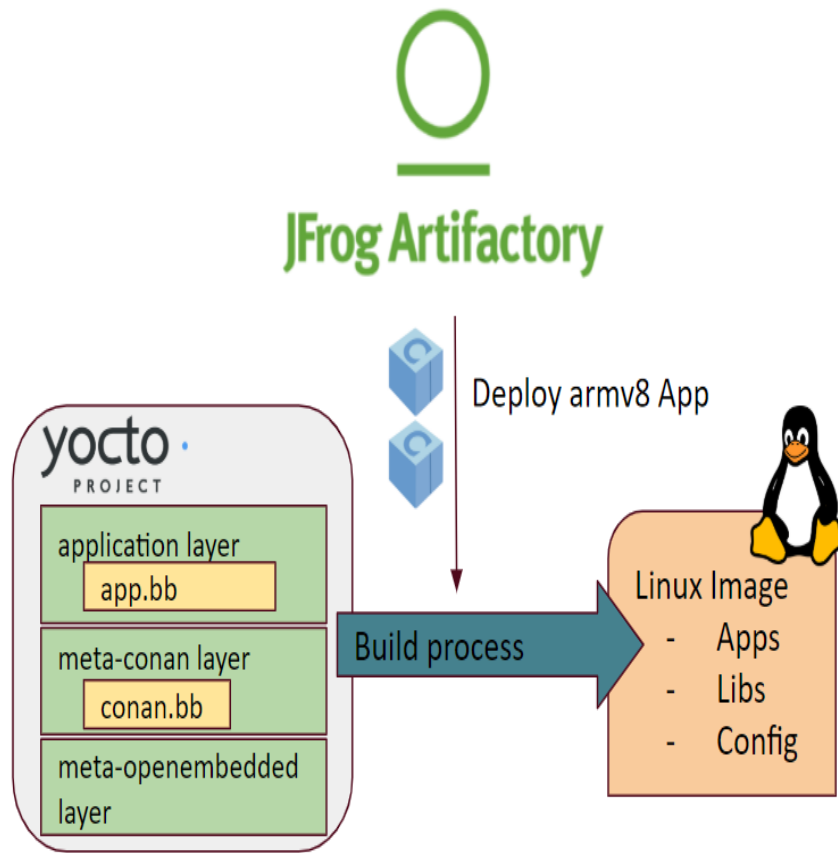 JFrog Artifactory
Deploy armv8 App
yocto
PROJECT
application layer
app.bb
meta-conan layer
conan.bb
meta-openembedded
layer
Build process
Linux Image
- Apps
- Libs
- Config